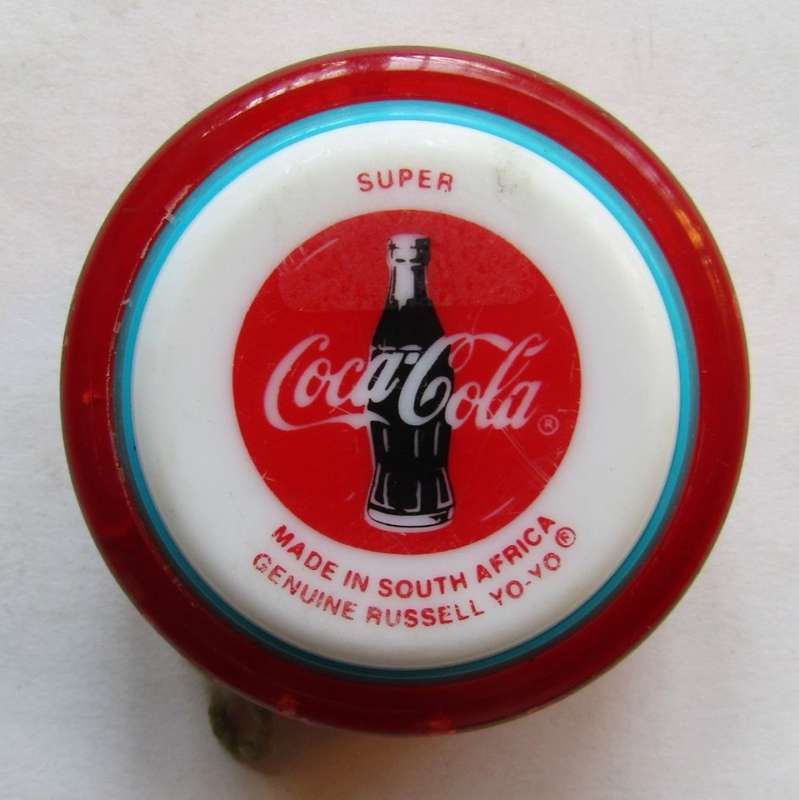 SUPER
Coca-Cola ®
MADE IN SOUTH AFRICA
GENUINE RUSSELL YO-YO ®